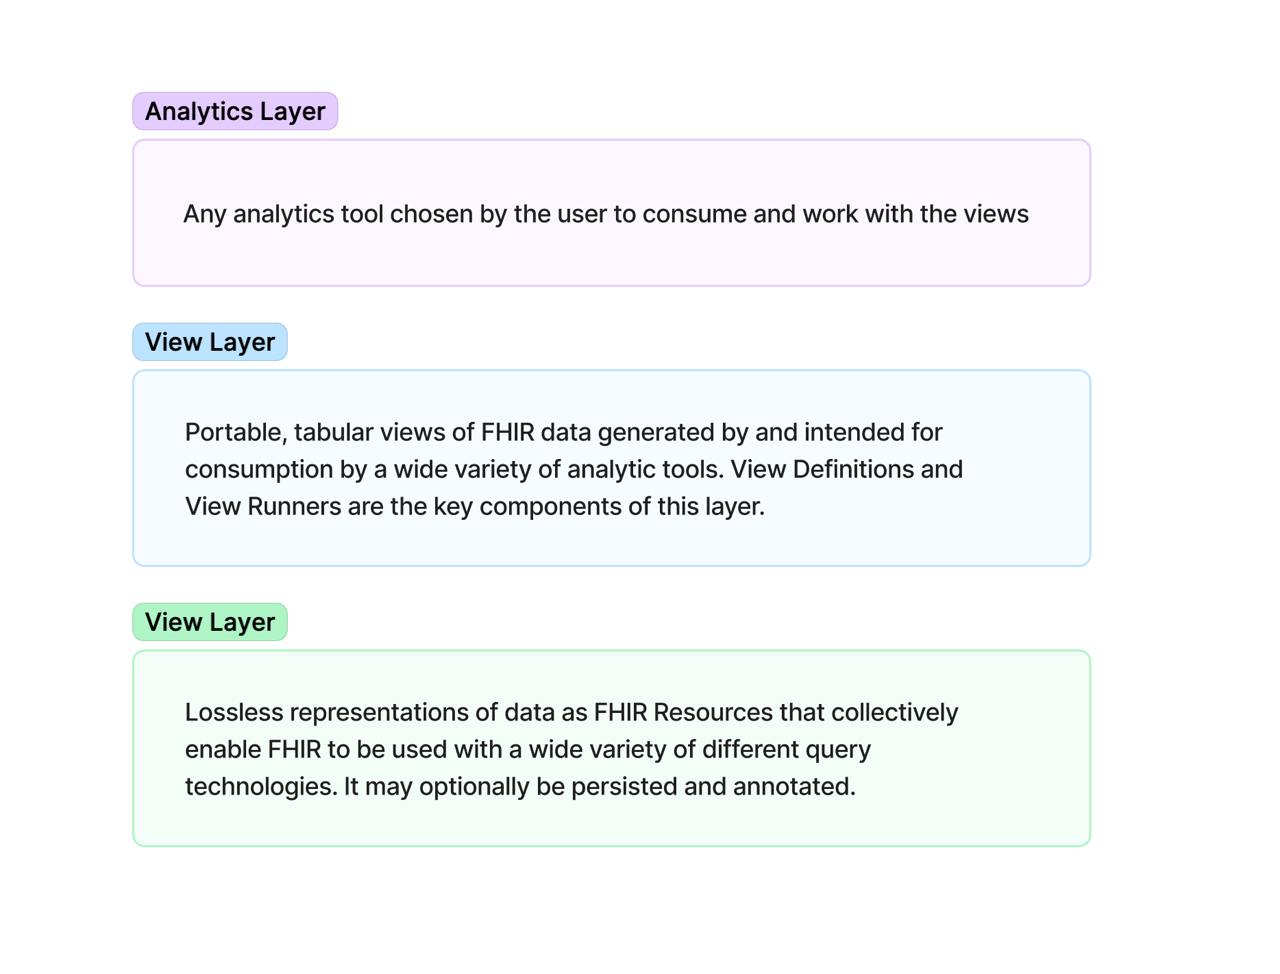 Analytics Layer
Any analytics tool chosen by the user to consume and work with the views
View Layer
Portable, tabular views of FHIR data generated by and intended for
consumption by a wide variety of analytic tools. View Definitions and
View Runners are the key components of this layer.
View Layer
Lossless representations of data as FHIR Resources that collectively
enable FHIR to be used with a wide variety of different query
technologies. It may optionally be persisted and annotated.